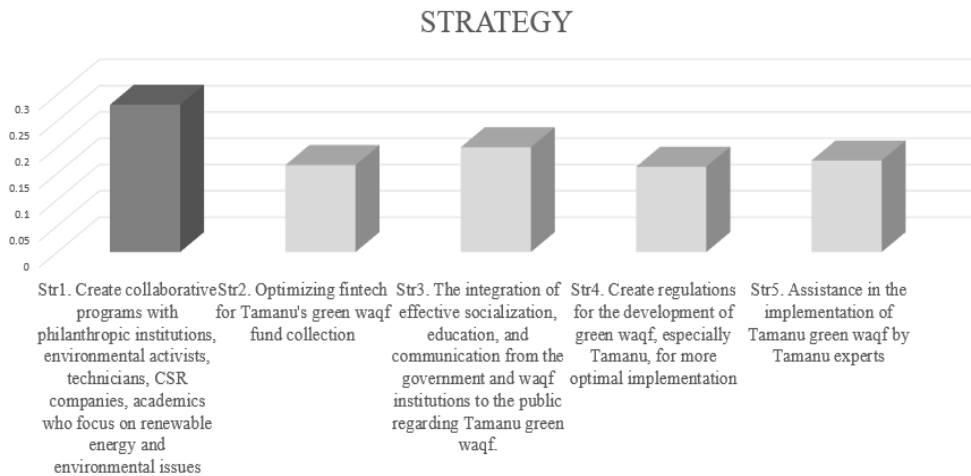 STRATEGY
0.3
0.25
0.2
0.15
0.1
0.05
0
Str1. Create collaborative
programs with
philanthropic institutions,
environmental activists,
technicians, CSR
companies, academics
who focus on renewable
energy and
environmental issues
Str2. Optimizing fintech
for Tamanu's green waqf
fund collection
Str3. The integration of
effective socialization,
education, and
communication from the
government and waqf
institutions to the public
regarding Tamanu green
waqf.
Str4. Create regulations
for the development of
green waqf, especially
Tamanu, for more
optimal implementation
Str5. Assistance in the
implementation of
Tamanu green waqf by
Tamanu experts